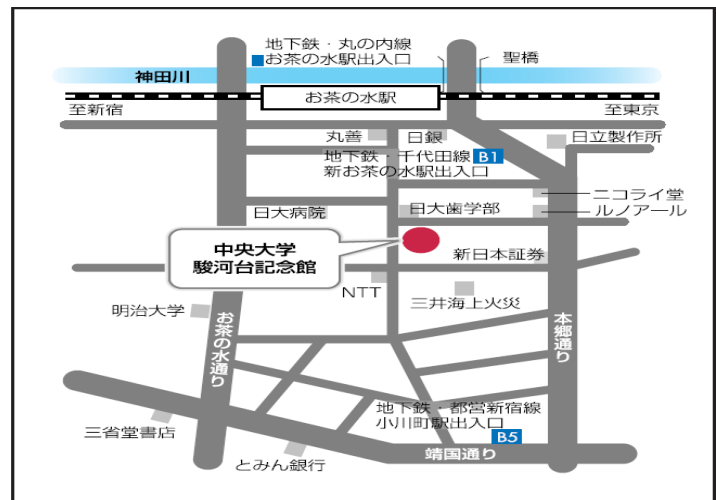 地下鉄・丸の内線
お茶の水駅出入口
聖橋
神田川
お茶の水駅
至新宿
至東京
丸善
日銀
日立製作所
地下鉄・千代田線 B1
新お茶の水駅出入口
ニコライ堂
日大病院
日大歯学部
ルノアール
中央大学
駿河台記念館
新日本証券
NTT
三井海上火災
明治大学
お茶の水通り
本郷通り
地下鉄・都営新宿線
小川町駅出入口
B5
三省堂書店
とみん銀行
靖国通り